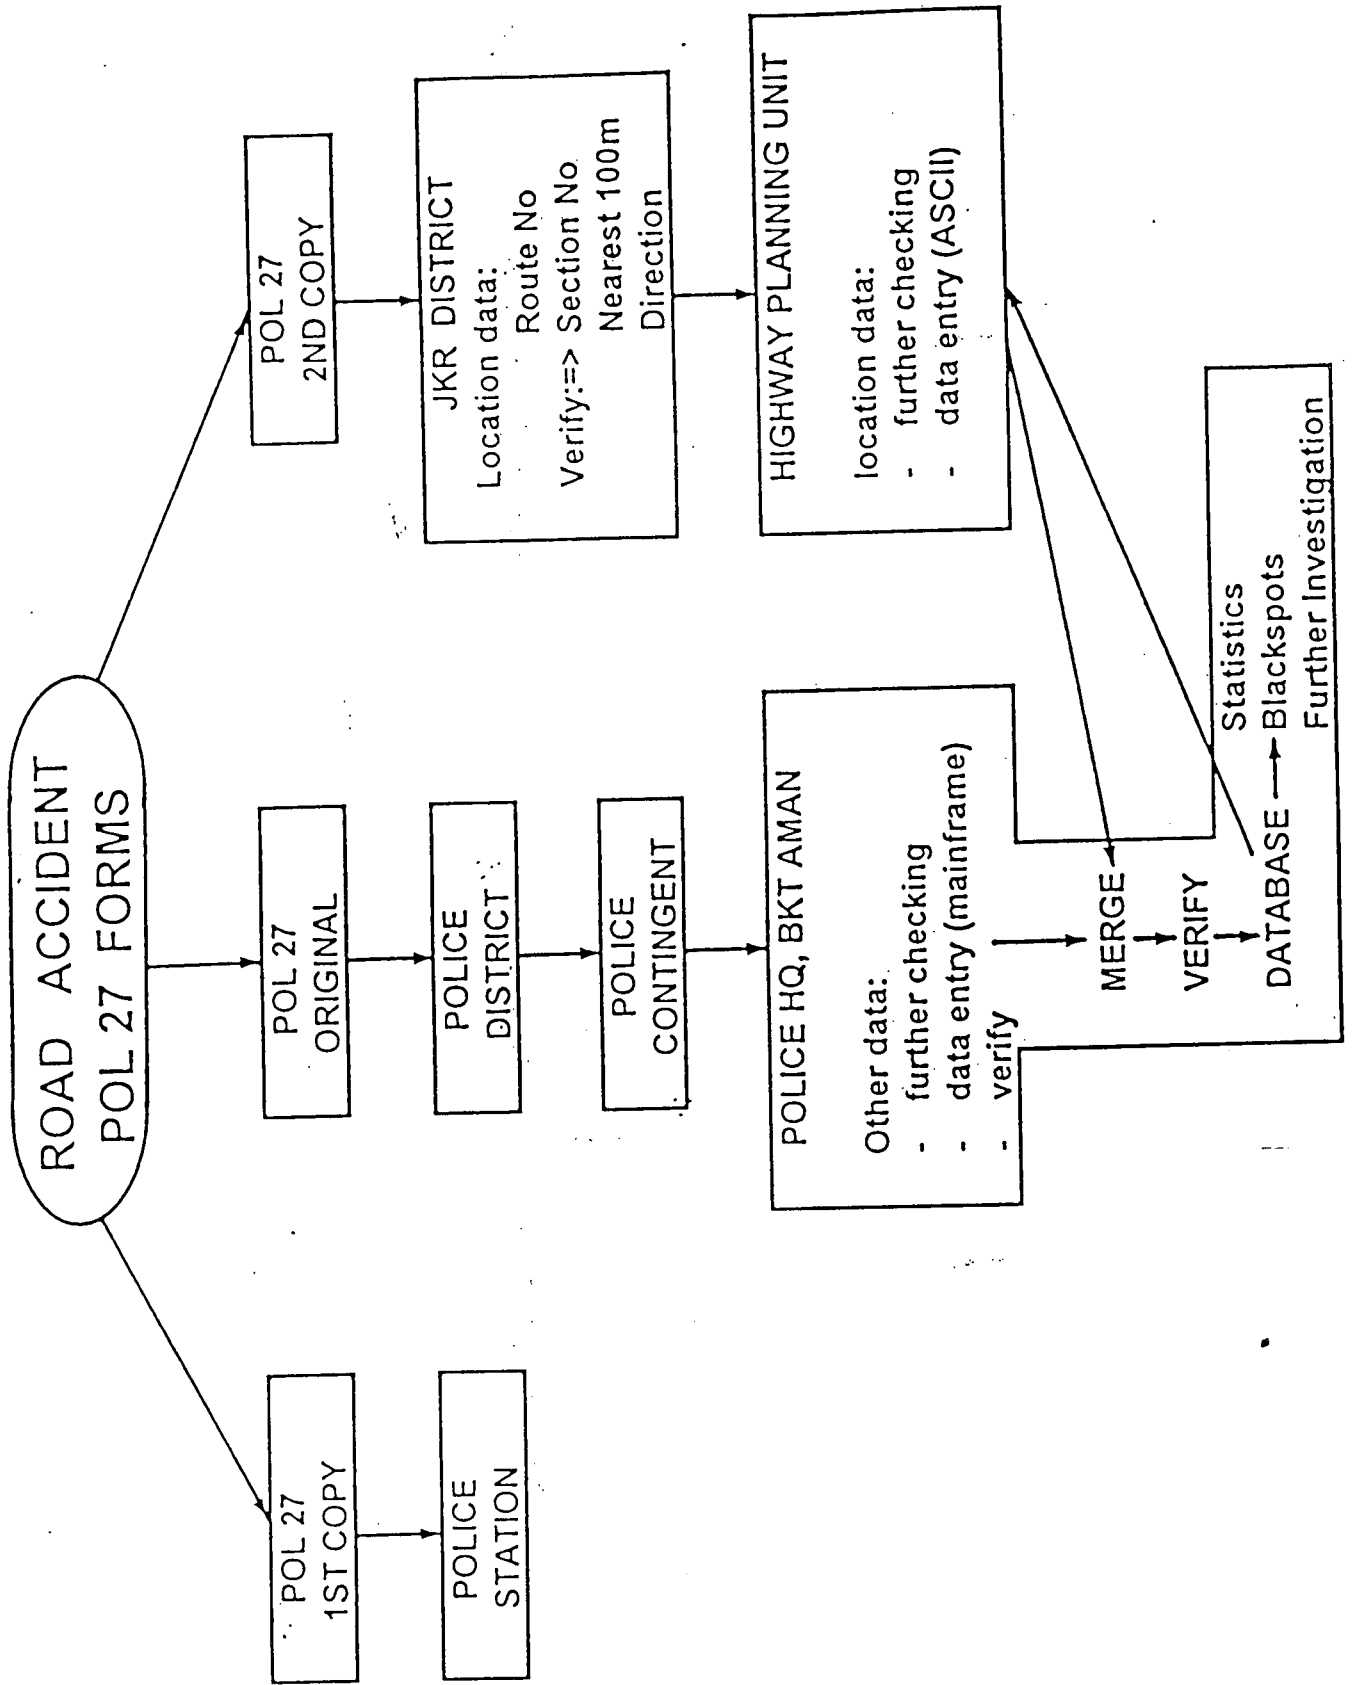 ROAD ACCIDENT
POL 27 FORMS
POL 27
1ST COPY
POLICE
STATION
POL 27
ORIGINAL
POLICE
DISTRICT
POLICE
CONTINGENT
POLICE HQ, BKT AMAN
Other data:
- further checking
- data entry (mainframe)
- verify
MERGE
VERIFY
DATABASE
Statistics
Blackspots
Further Investigation
POL 27
2ND COPY
JKR DISTRICT
Location data:
Route No
Verify:=> Section No
Nearest 100m
Direction
HIGHWAY PLANNING UNIT
location data:
- further checking
- data entry (ASCII)